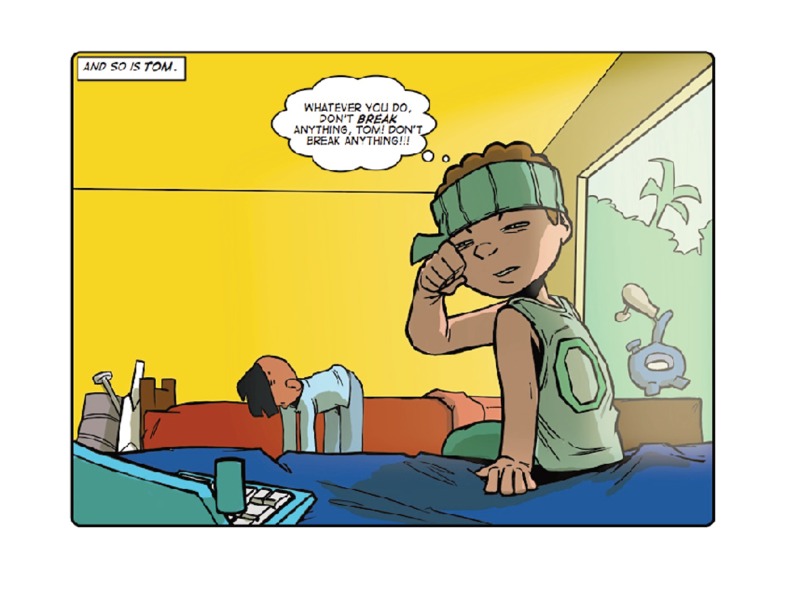 AND SO IS TOM.
WHATEVER YOU DO,
DON'T BREAK
ANYTHING, TOM! DON'T
BREAK ANYTHING!!!